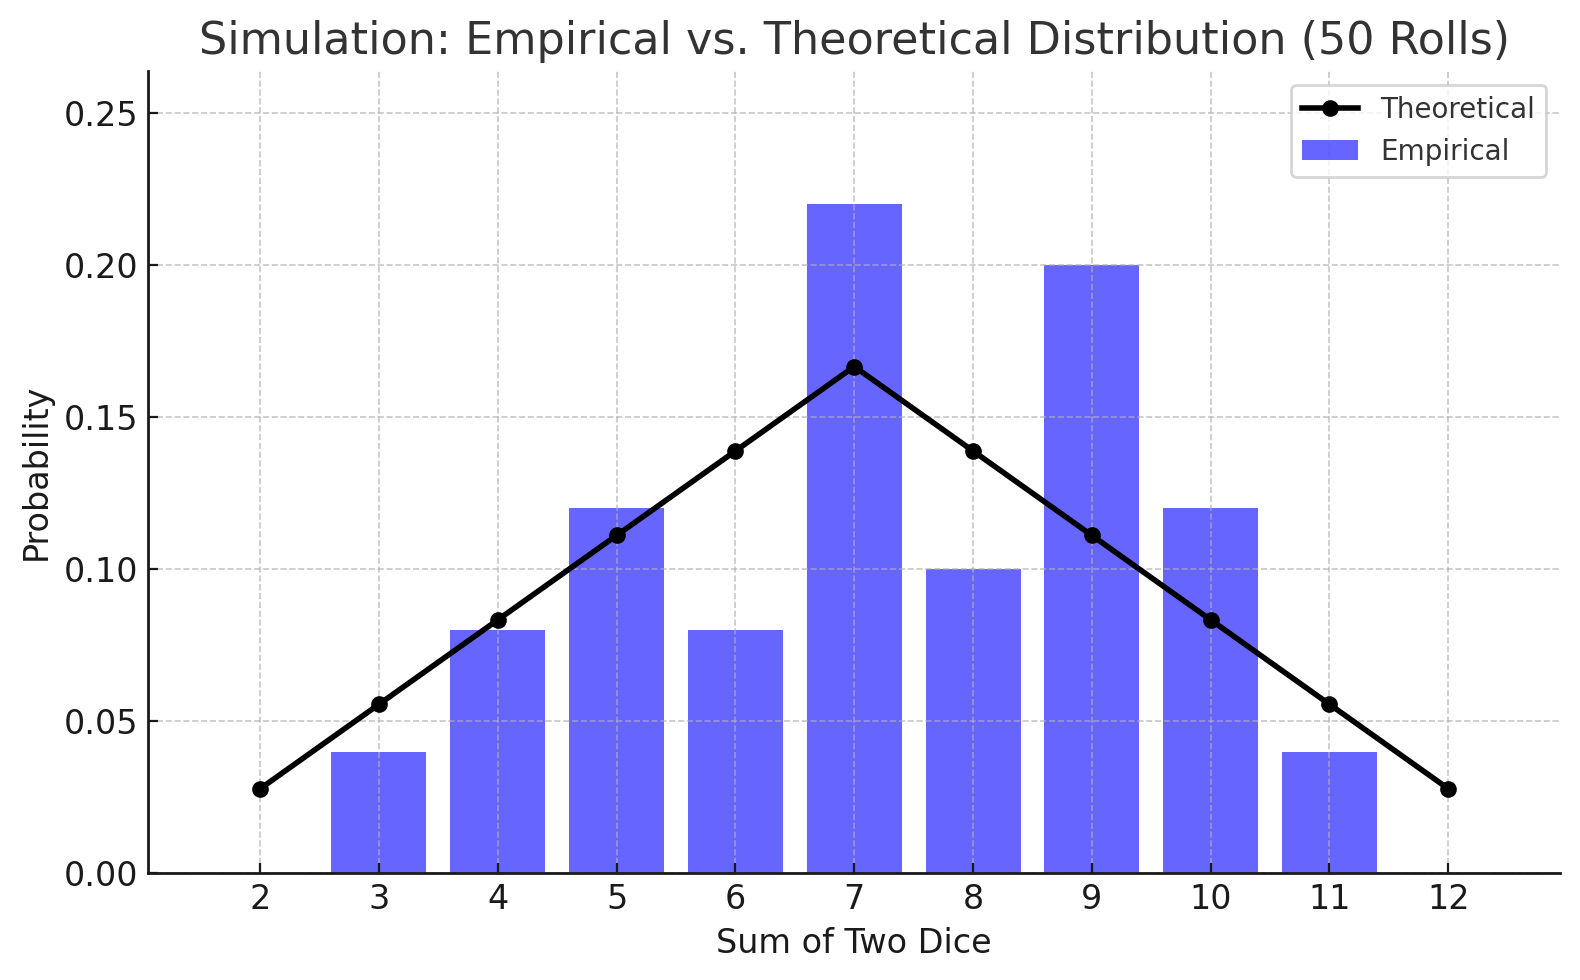 Simulation: Empirical vs. Theoretical Distribution (50 Rolls)
Theoretical
Empirical
Probability
0.25
0.20
0.15
0.10
0.05
0.00
2 3 4 5 6 7 8 9 10 11 12
Sum of Two Dice